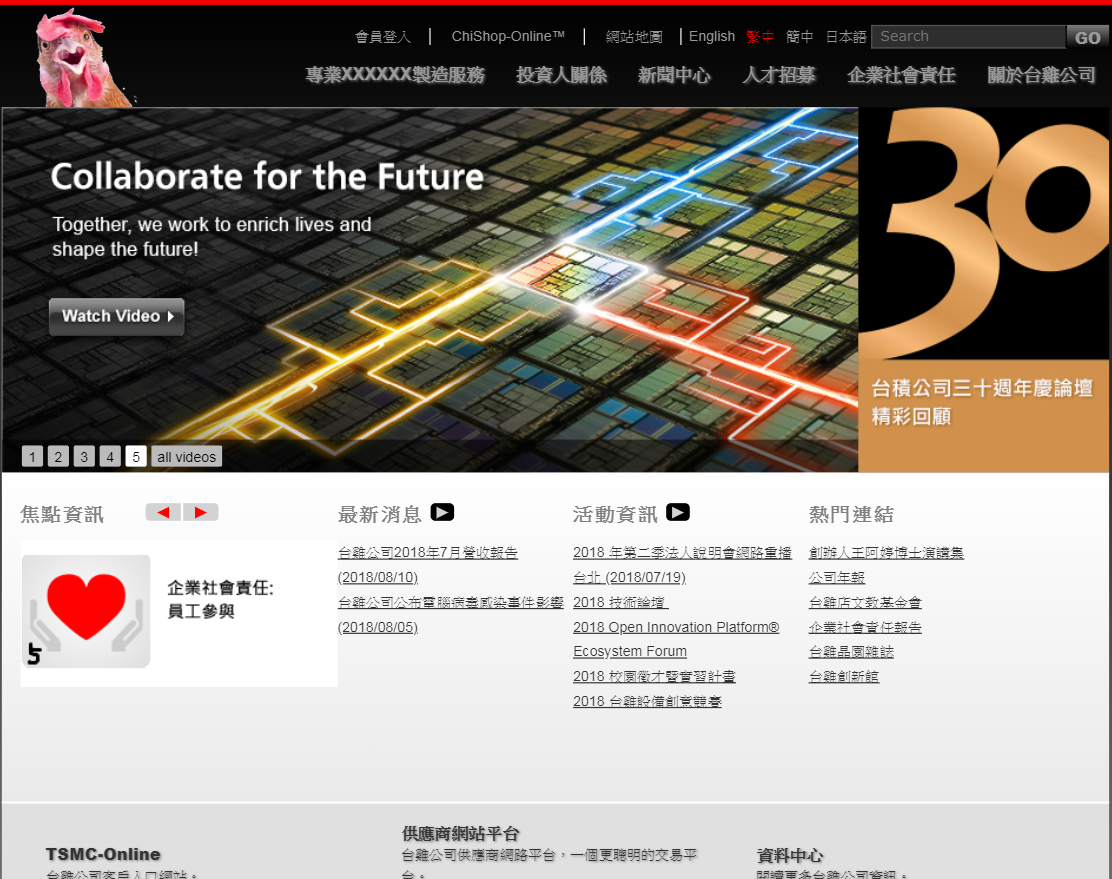 會員登入 | ChiShop-Online™ | 網站地圖 | English 繁中 簡中 日本語 Search GO
專業XXXXXX製造服務 投資人關係 新聞中心 人才招募 企業社會責任 關於台雞公司
Collaborate for the Future
Together, we work to enrich lives and
shape the future!
Watch Video
1 2 3 4 5 all videos
30
台積公司三十週年慶論壇
精彩回顧
焦點資訊
企業社會責任:
員工參與
5
最新消息
台雞公司2018年7月營收報告
(2018/08/10)
台雞公司公布電腦病毒感染事件影響
(2018/08/05)
活動資訊
2018 年第二季法人說明會網路重播
台北 (2018/07/19)
2018 技術論壇
2018 Open Innovation Platform®
Ecosystem Forum
2018 校園徵才暨實習計畫
2018 台雞設備創意競賽
熱門連結
創辦人王阿婷博士演講集
公司年報
台雞店文教基金會
企業社會責任報告
台雞晶圓雜誌
台雞創新館
TSMC-Online
台雞公司客戶入口網站。
供應商網站平台
台雞公司供應商網路平台，一個更聰明的交易平
台。
資料中心
閱讀更多台雞公司資訊。